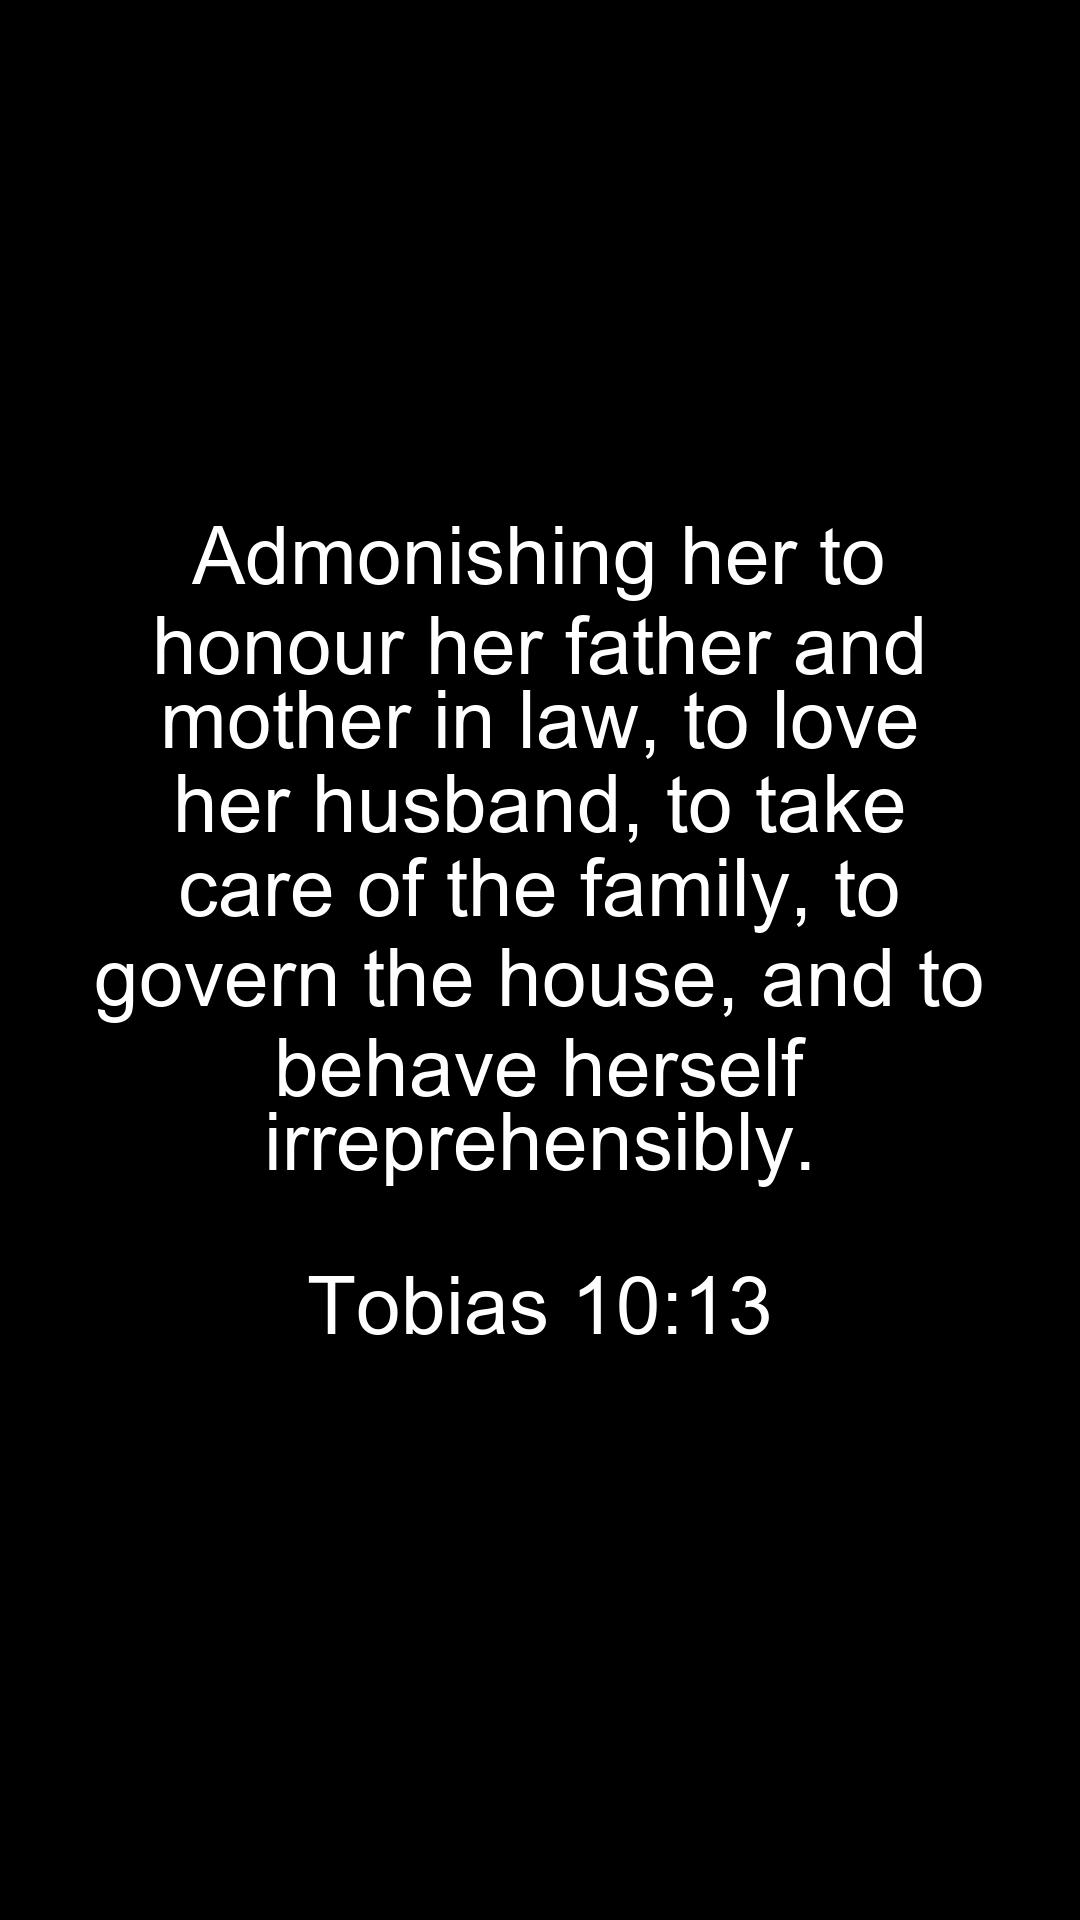 Admonishing her to
honour her father and
mother in law, to love
her husband, to take
care of the family, to
govern the house, and to
behave herself
irreprehensibly.
Tobias 10:13